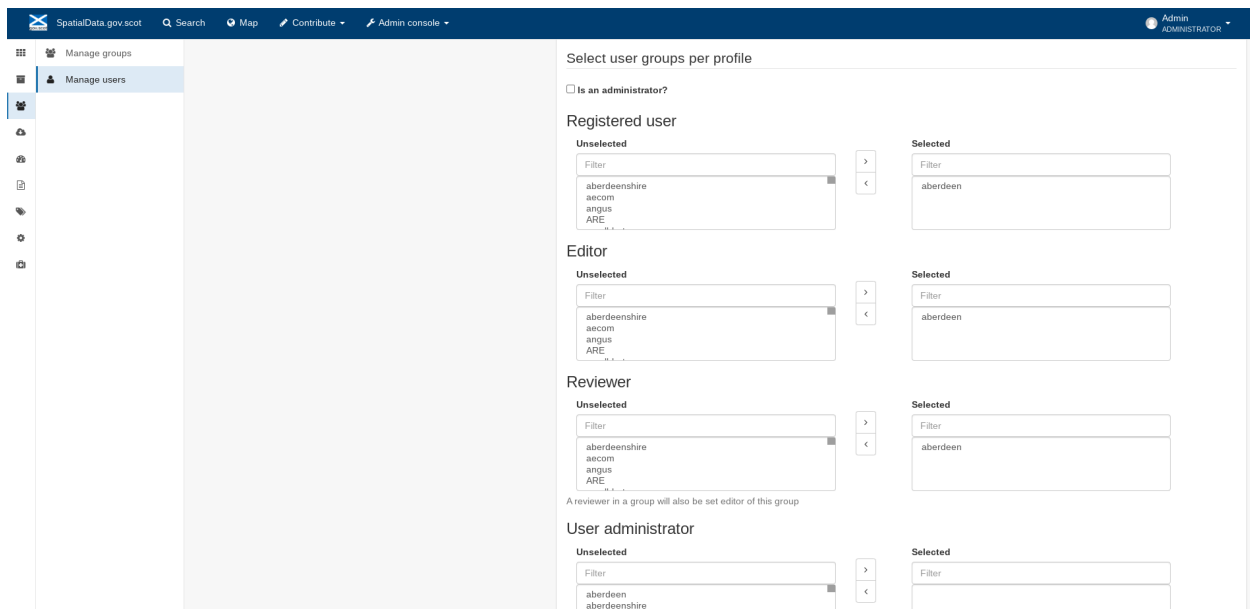 SpatialData.gov.scot Search Map Contribute Admin console Admin
ADMINISTRATOR
Manage groups
Manage users
Select user groups per profile
Is an administrator?
Registered user
Unselected Selected
Filter Filter
aberdeenshire aberdeen
aecom
angus
ARE
Editor
Unselected Selected
Filter Filter
aberdeenshire aberdeen
aecom
angus
ARE
Reviewer
Unselected Selected
Filter Filter
aberdeenshire aberdeen
aecom
angus
ARE
A reviewer in a group will also be set editor of this group
User administrator
Unselected Selected
Filter Filter
aberdeen
aberdeenshire